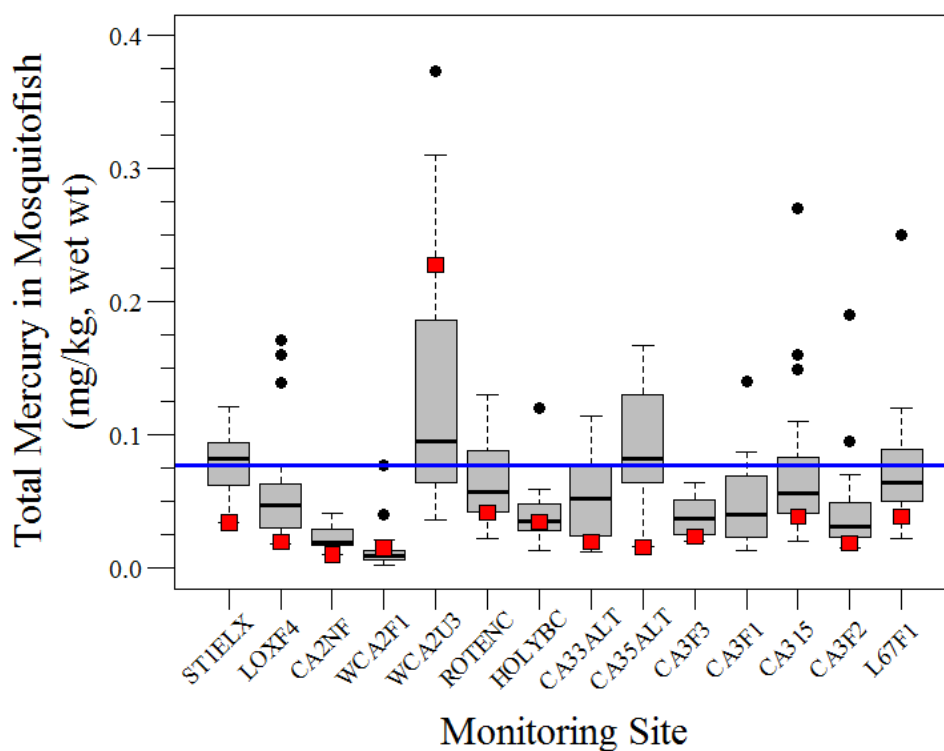 Total Mercury in Mosquitofish
(mg/kg, wet wt)
0.4
0.3
0.2
0.1
0.0
ST1ELX
LOXF4
CA2NF
WCA2F1
WCA2U3
ROTENC
HOLYBC
CA33ALT
CA35ALT
CA3F3
CA3F1
CA315
CA3F2
L67F1
Monitoring Site